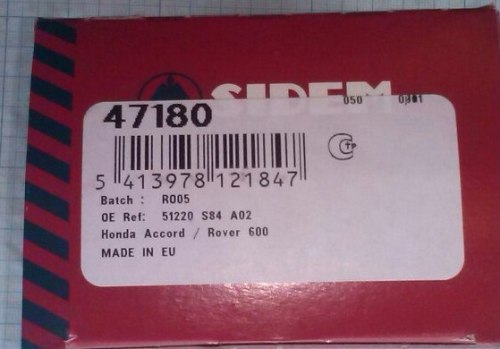 SIDEM
47180
5 413978 121847
Batch : R005
OE Ref: 51220 S84 A02
Honda Accord / Rover 600
MADE IN EU